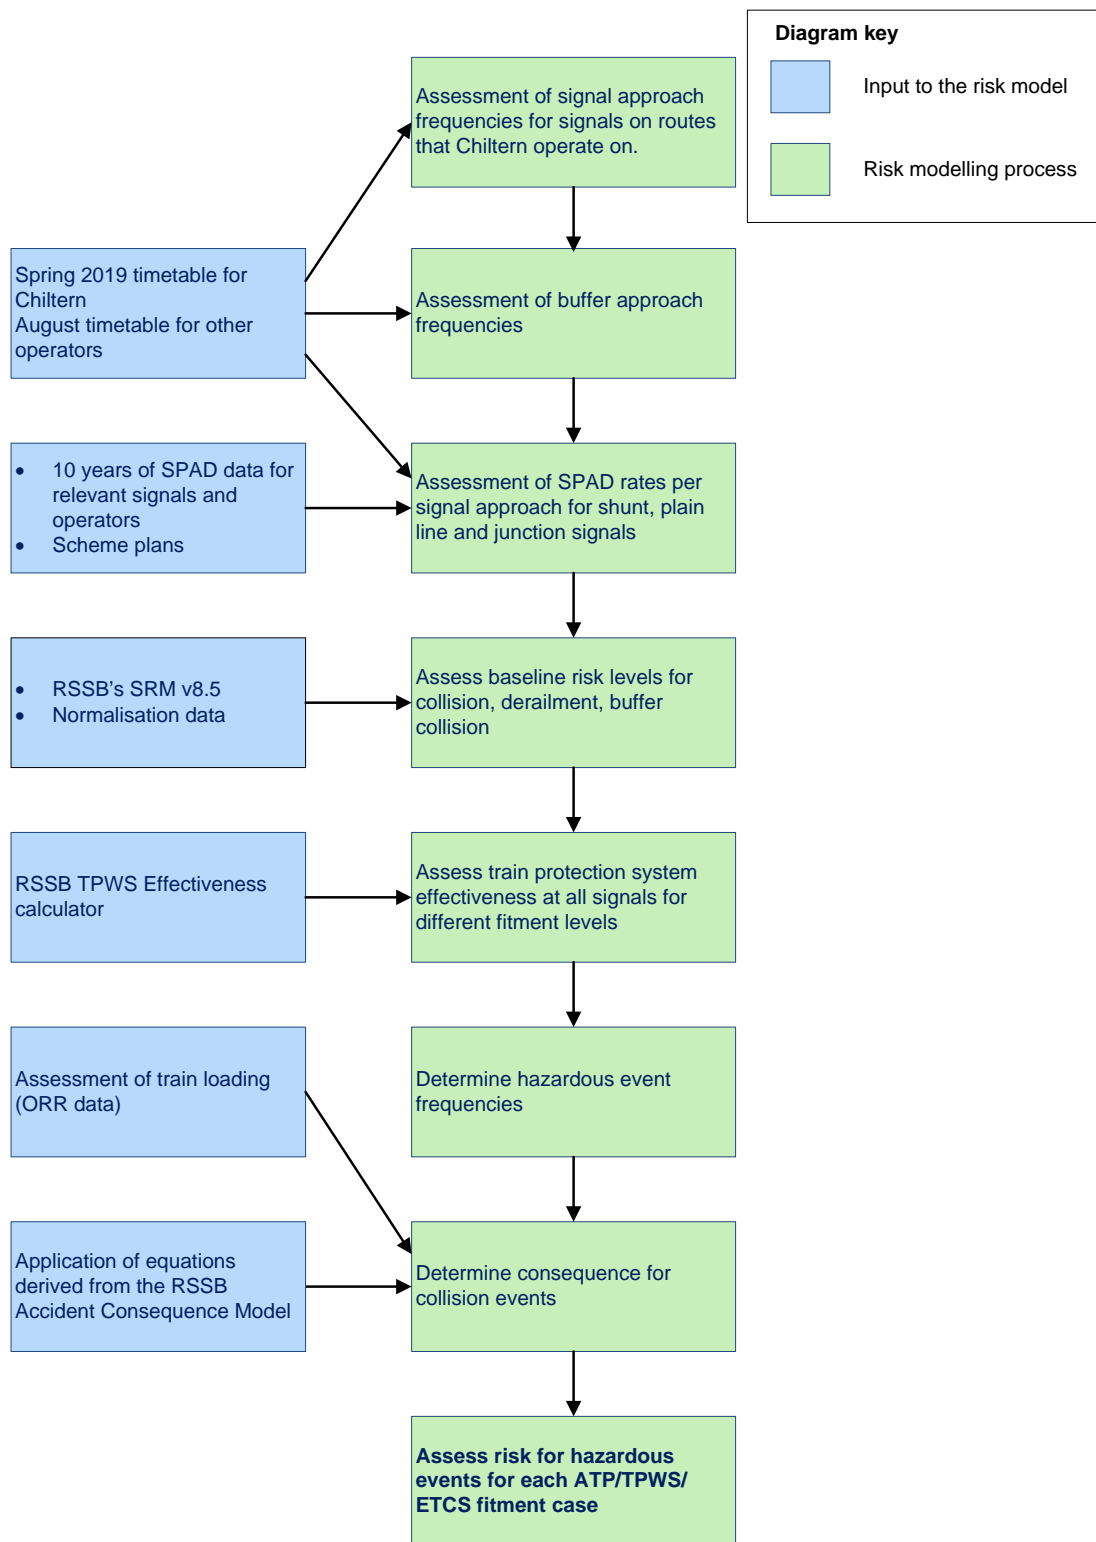 Diagram key
Input to the risk model
Risk modelling process
Assessment of signal approach
frequencies for signals on routes
that Chiltern operate on.
Spring 2019 timetable for
Chiltern
August timetable for other
operators
Assessment of buffer approach
frequencies
• 10 years of SPAD data for
relevant signals and
operators
• Scheme plans
Assessment of SPAD rates per
signal approach for shunt, plain
line and junction signals
• RSSB's SRM v8.5
• Normalisation data
Assess baseline risk levels for
collision, derailment, buffer
collision
RSSB TPWS Effectiveness
calculator
Assess train protection system
effectiveness at all signals for
different fitment levels
Assessment of train loading
(ORR data)
Determine hazardous event
frequencies
Application of equations
derived from the RSSB
Accident Consequence Model
Determine consequence for
collision events
Assess risk for hazardous
events for each ATP/TPWS/
ETCS fitment case